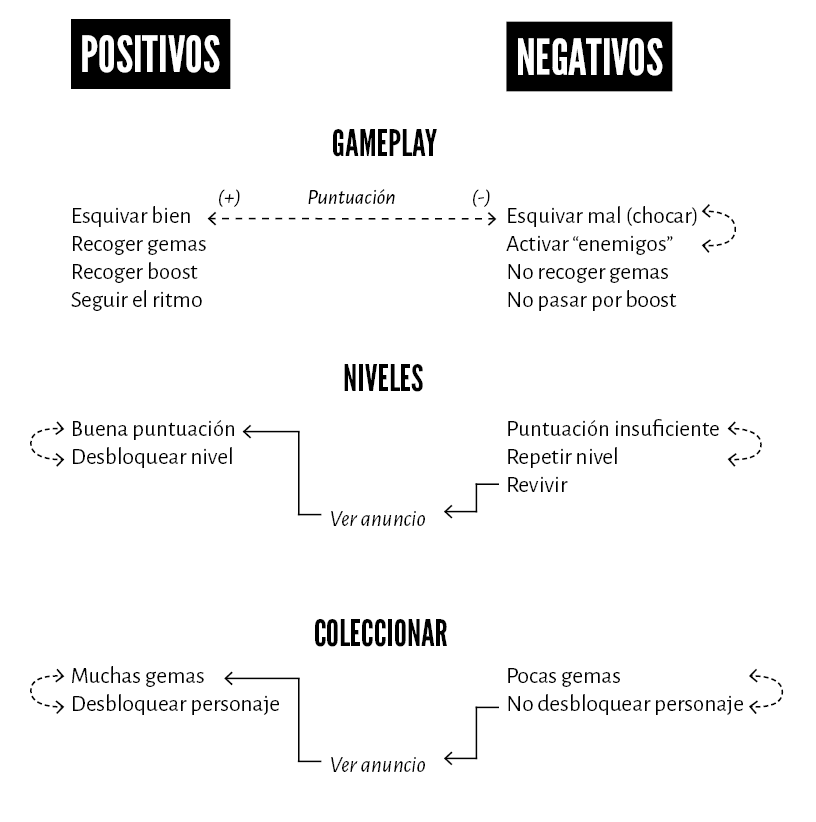 POSITIVOS
NEGATIVOS
GAMEPLAY
(+) Puntuación (-)
Esquivar bien
Recoger gemas
Recoger boost
Seguir el ritmo
Esquivar mal (chocar)
Activar “enemigos”
No recoger gemas
No pasar por boost
NIVELES
Buena puntuación
Desbloquear nivel
Puntuación insuficiente
Repetir nivel
Revivir
Ver anuncio
COLECCIONAR
Muchas gemas
Desbloquear personaje
Pocas gemas
No desbloquear personaje
Ver anuncio